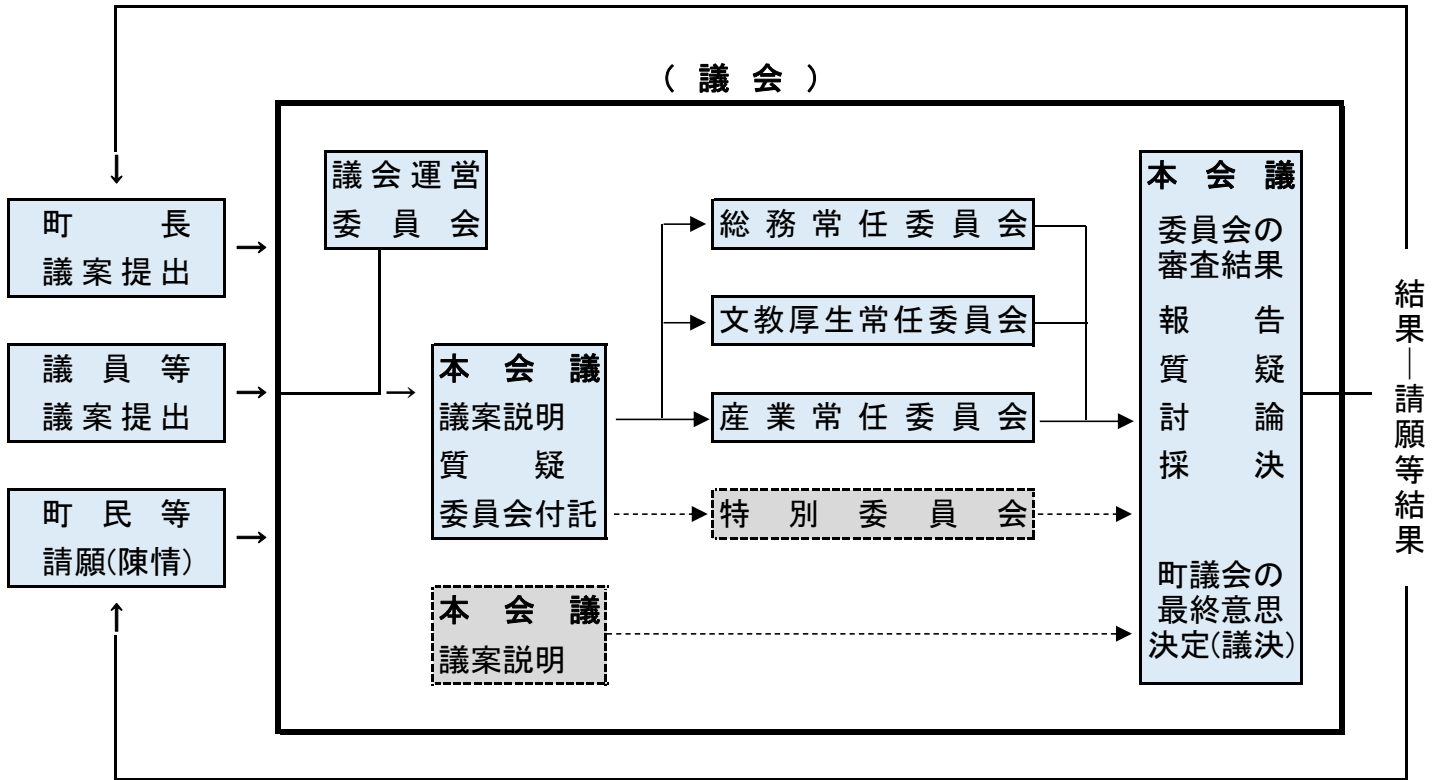 (議会)
町長
議案提出
→
議員等
議案提出
→
町民等
請願(陳情)
→
↓
↑
議会運営
委員会
→
本会議
議案説明
質疑
委員会付託
本会議
議案説明
総務常任委員会
文教厚生常任委員会
産業常任委員会
特別委員会
本会議
委員会の
審査結果
報告
質疑
討論
採決
町議会の
最終意思
決定(議決)
結果―請願等結果